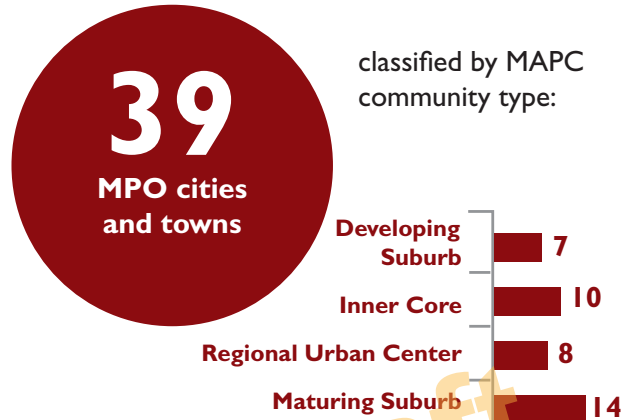 39
MPO cities
and towns
classified by MAPC
community type:
Developing
Suburb
7
Inner Core
10
Regional Urban Center
8
Maturing Suburb
14